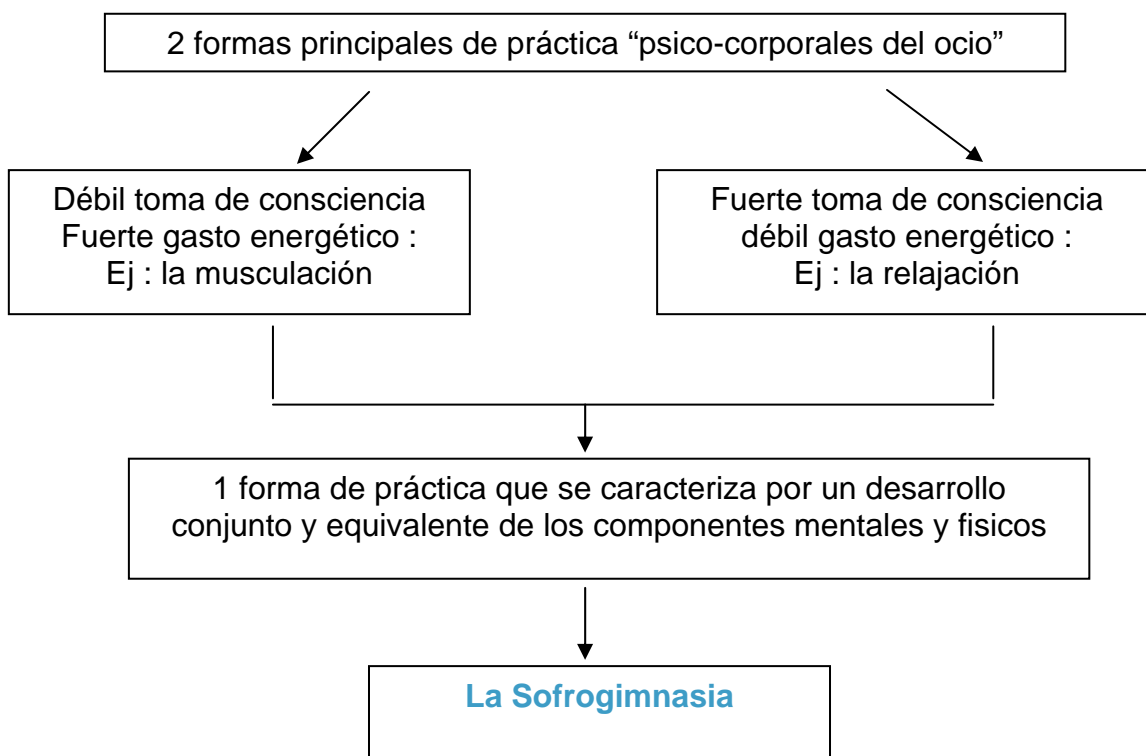 2 formas principales de práctica “psico-corporales del ocio”
Débil toma de consciencia
Fuerte gasto energético :
Ej : la musculación
Fuerte toma de consciencia
débil gasto energético :
Ej : la relajación
1 forma de práctica que se caracteriza por un desarrollo
conjunto y equivalente de los componentes mentales y fisicos
La Sofrogimnasia